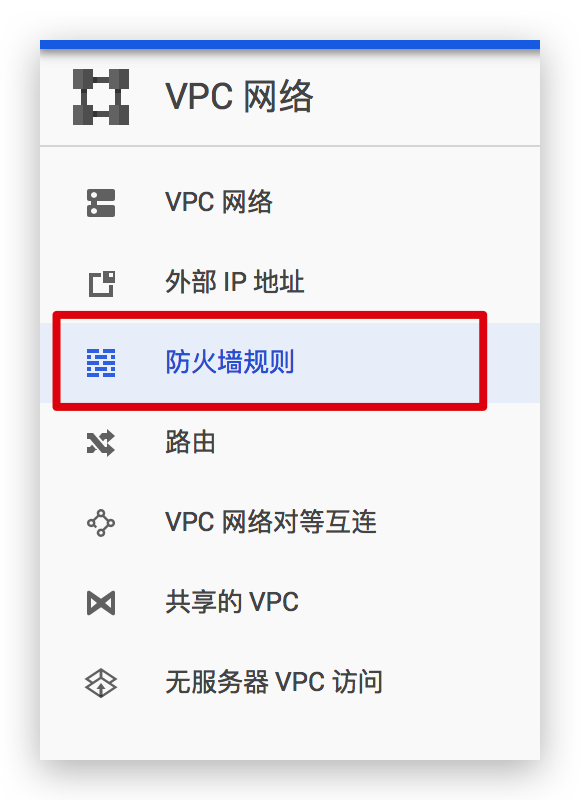 VPC 网络
VPC 网络
外部 IP 地址
防火墙规则
路由
VPC 网络对等互连
共享的 VPC
无服务器 VPC 访问